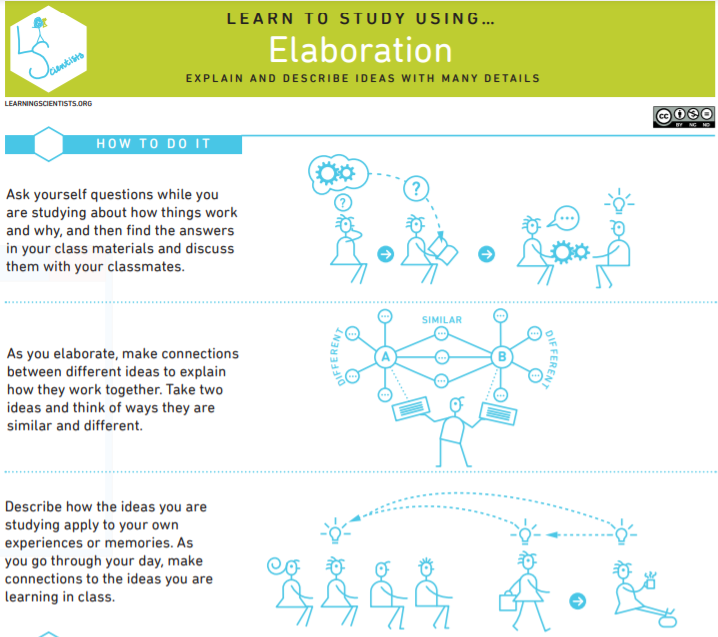 LEARN TO STUDY USING...
Elaboration
EXPLAIN AND DESCRIBE IDEAS WITH MANY DETAILS
L
Scientists
LEARNINGSCIENTISTS.ORG
cc
BY NC ND
HOW TO DO IT
Ask yourself questions while you
are studying about how things work
and why, and then find the answers
in your class materials and discuss
them with your classmates.
?
?
As you elaborate, make connections
between different ideas to explain
how they work together. Take two
ideas and think of ways they are
similar and different.
SIMILAR
DIFFERENT
A
B
DIFFERENT
Describe how the ideas you are
studying apply to your own
experiences or memories. As
you go through your day, make
connections to the ideas you are
learning in class.